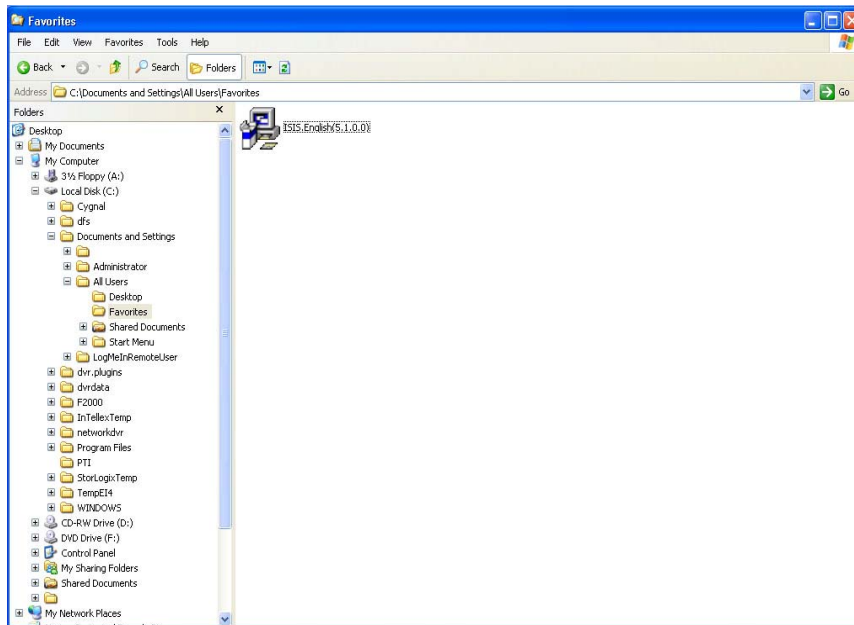 Favorites
File Edit View Favorites Tools Help
Back Search Folders
Address C:\Documents and Settings\All Users\Favorites Go
Folders
ISIS.English(5.1.0.0)
Desktop
My Documents
My Computer
3½ Floppy (A:)
Local Disk (C:)
Cygnal
dfs
Documents and Settings
Administrator
All Users
Desktop
Favorites
Shared Documents
Start Menu
LogMeInRemoteUser
dvr.plugins
dvrdata
F2000
InTellexTemp
networkdvr
Program Files
PTI
StorLogixTemp
TempEI4
WINDOWS
CD-RW Drive (D:)
DVD Drive (F:)
Control Panel
My Sharing Folders
Shared Documents
My Network Places